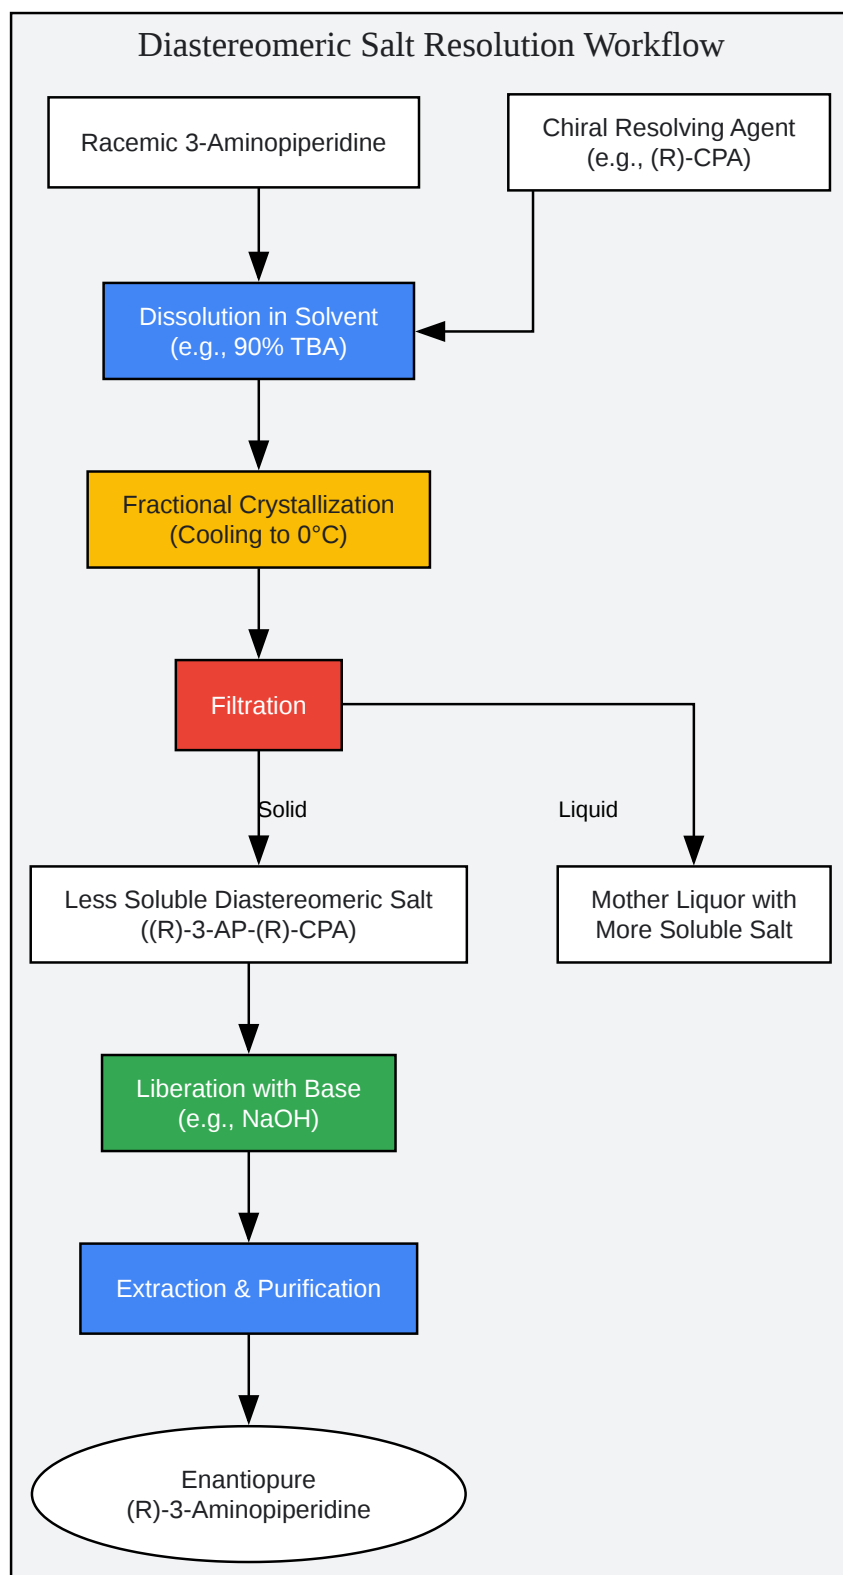 Diastereomeric Salt Resolution Workflow
Racemic 3-Aminopiperidine
Chiral Resolving Agent
(e.g., (R)-CPA)
Dissolution in Solvent
(e.g., 90% TBA)
Fractional Crystallization
(Cooling to 0°C)
Filtration
Solid
Liquid
Less Soluble Diastereomeric Salt
((R)-3-AP-(R)-CPA)
Mother Liquor with
More Soluble Salt
Liberation with Base
(e.g., NaOH)
Extraction & Purification
Enantiopure
(R)-3-Aminopiperidine